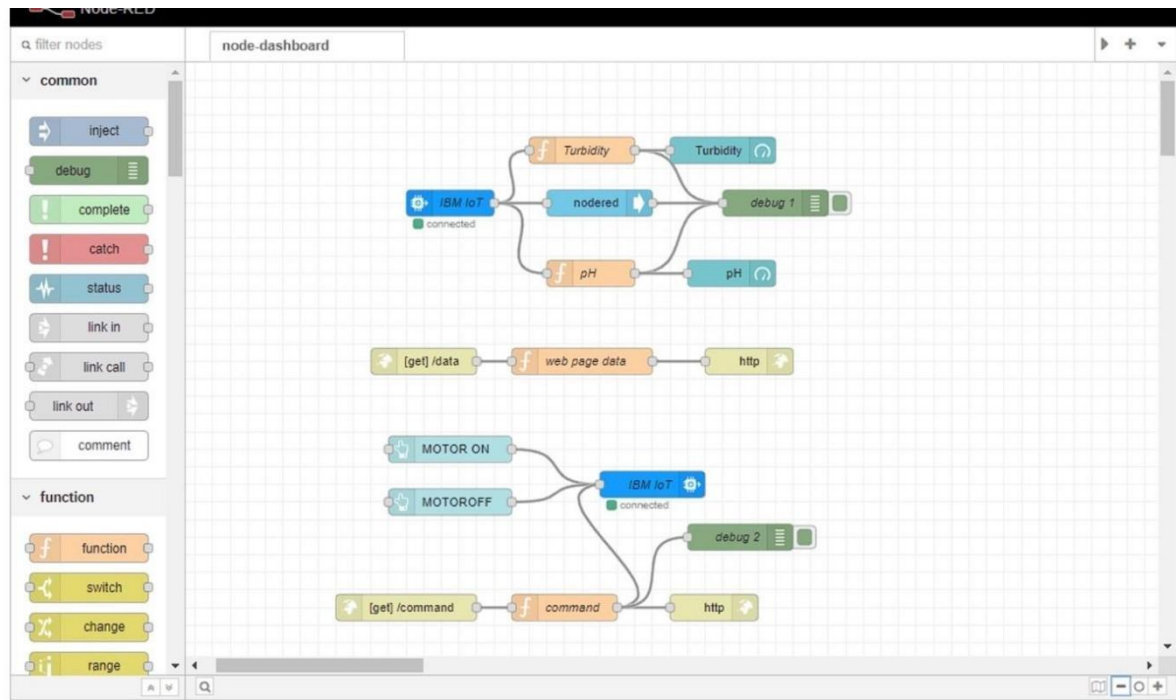 Node-RED
filter nodes
node-dashboard
common
inject
debug
complete
catch
status
link in
link call
link out
comment
function
function
switch
change
range
Turbidity
Turbidity
IBM IoT
connected
nodered
debug 1
pH
pH
[get] /data
web page data
http
MOTOR ON
MOTOROFF
IBM IoT
connected
debug 2
[get] /command
command
http